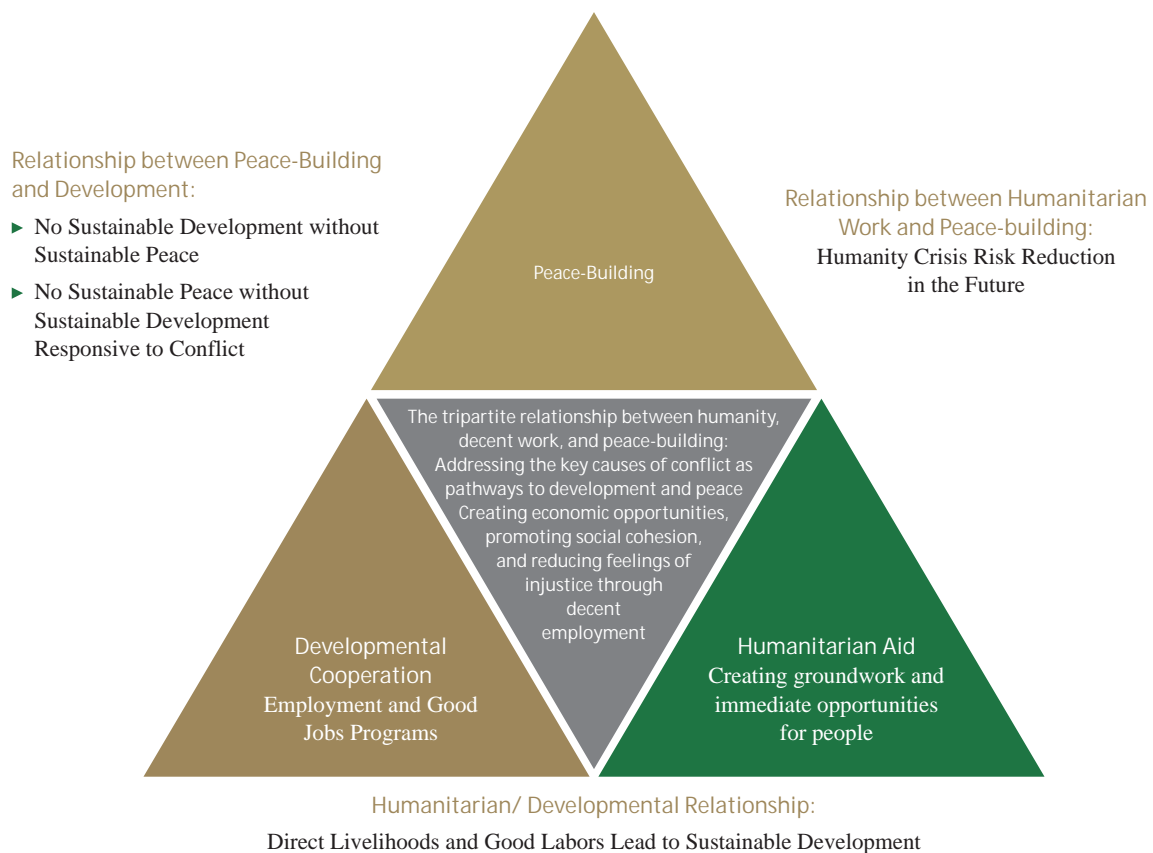 Relationship between Peace-Building
and Development:
► No Sustainable Development without
Sustainable Peace
► No Sustainable Peace without
Sustainable Development
Responsive to Conflict
Relationship between Humanitarian
Work and Peace-building:
Humanity Crisis Risk Reduction
in the Future
Peace-Building
The tripartite relationship between humanity,
decent work, and peace-building:
Addressing the key causes of conflict as
pathways to development and peace
Creating economic opportunities,
promoting social cohesion,
and reducing feelings of
injustice through
decent
employment
Developmental
Cooperation
Employment and Good
Jobs Programs
Humanitarian Aid
Creating groundwork and
immediate opportunities
for people
Humanitarian/ Developmental Relationship:
Direct Livelihoods and Good Labors Lead to Sustainable Development